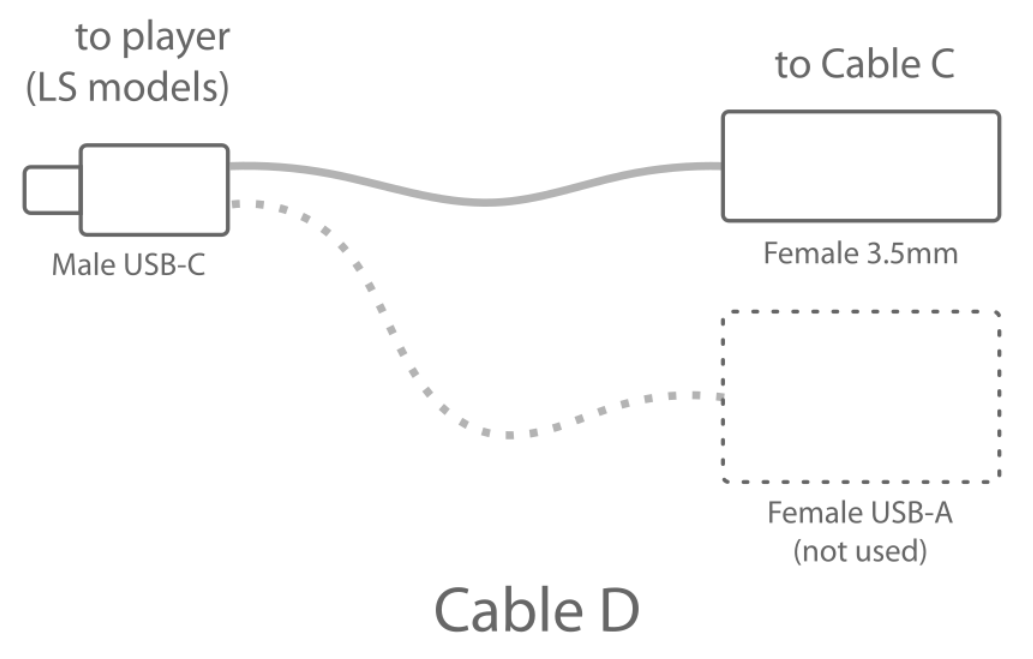 to player
(LS models)
to Cable C
Male USB-C
Female 3.5mm
Female USB-A
(not used)
Cable D